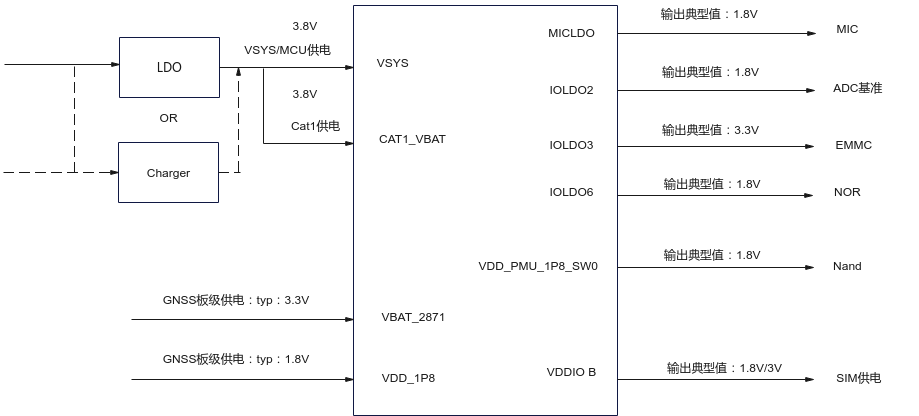 3.8V
VSYS/MCU供电
LDO
OR
Charger
3.8V
Cat1供电
GNSS板级供电：typ：3.3V
GNSS板级供电：typ：1.8V
VSYS
CAT1_VBAT
VBAT_2871
VDD_1P8
MICLDO
IOLDO2
IOLDO3
IOLDO6
VDD_PMU_1P8_SW0
VDDIO B
输出典型值：1.8V
MIC
输出典型值：1.8V
ADC基准
输出典型值：3.3V
EMMC
输出典型值：1.8V
NOR
输出典型值：1.8V
Nand
输出典型值：1.8V/3V
SIM供电